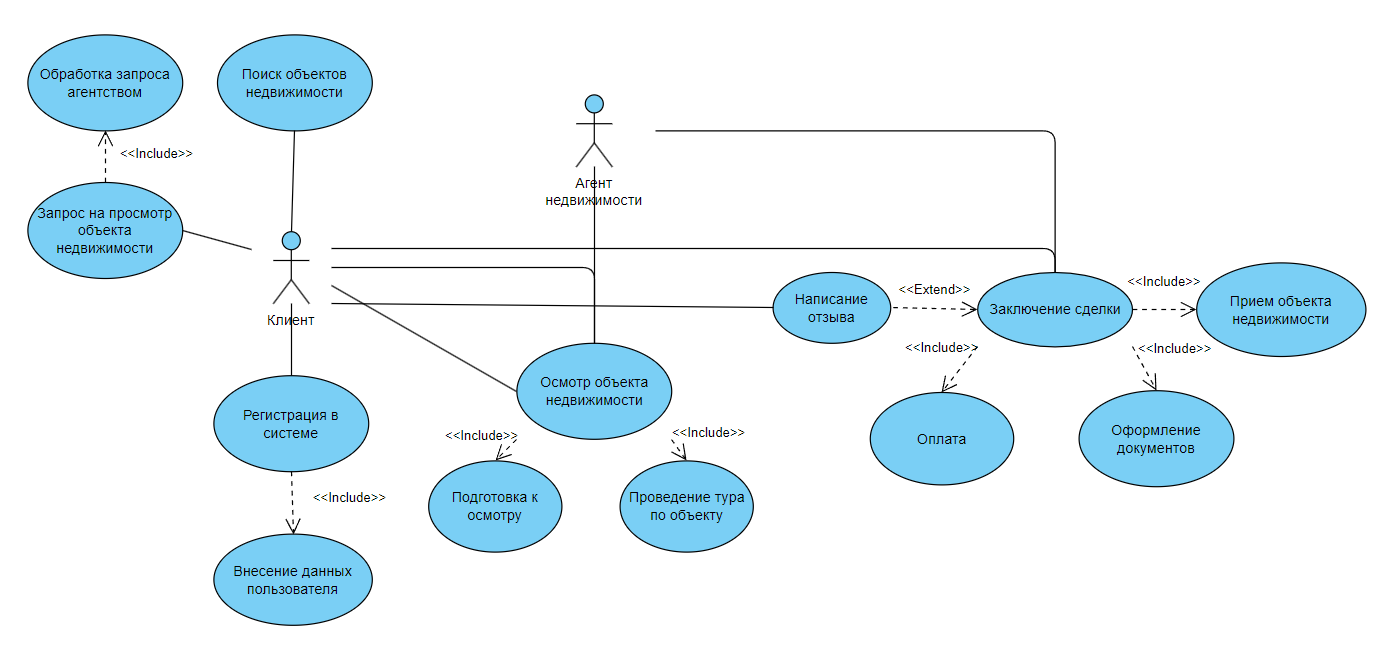 Обработка запроса
агентством
Поиск объектов
недвижимости
<<Include>>
Агент
недвижимости
Запрос на просмотр
объекта
недвижимости
Клиент
Написание
отзыва
<<Extend>>
Заключение сделки
<<Include>>
Прием объекта
недвижимости
<<Include>>
<<Include>>
Осмотр объекта
недвижимости
Регистрация в
системе
<<Include>>
<<Include>>
Оплата
Оформление
документов
<<Include>>
Подготовка к
осмотру
Проведение тура
по объекту
Внесение данных
пользователя